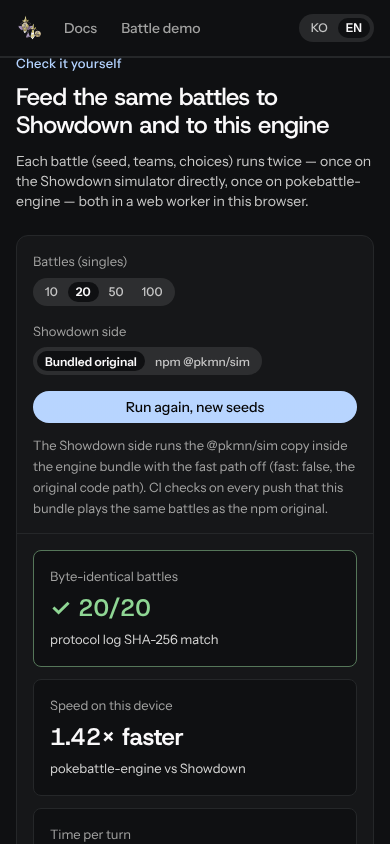 Docs Battle demo KO EN
Check it yourself
Feed the same battles to
Showdown and to this engine
Each battle (seed, teams, choices) runs twice — once on
the Showdown simulator directly, once on pokebattle-
engine — both in a web worker in this browser.
Battles (singles)
10 20 50 100
Showdown side
Bundled original npm @pkmn/sim
Run again, new seeds
The Showdown side runs the @pkmn/sim copy inside
the engine bundle with the fast path off (fast: false, the
original code path). CI checks on every push that this
bundle plays the same battles as the npm original.
Byte-identical battles
✓ 20/20
protocol log SHA-256 match
Speed on this device
1.42× faster
pokebattle-engine vs Showdown
Time per turn